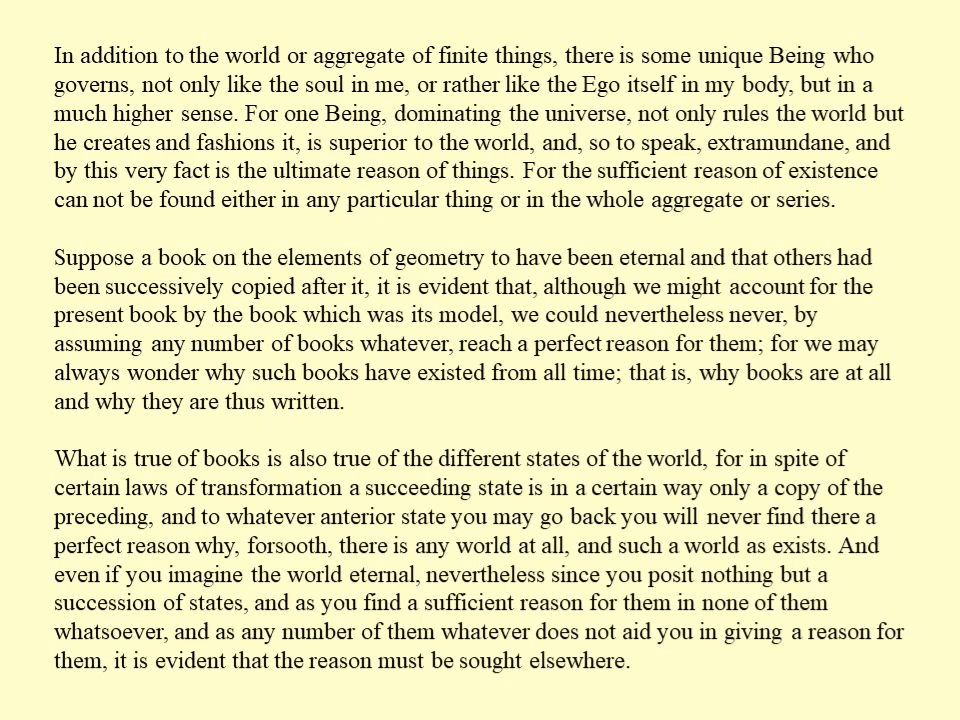 In addition to the world or aggregate of finite things, there is some unique Being who
governs, not only like the soul in me, or rather like the Ego itself in my body, but in a
much higher sense. For one Being, dominating the universe, not only rules the world but
he creates and fashions it, is superior to the world, and, so to speak, extramundane, and
by this very fact is the ultimate reason of things. For the sufficient reason of existence
can not be found either in any particular thing or in the whole aggregate or series.

Suppose a book on the elements of geometry to have been eternal and that others had
been successively copied after it, it is evident that, although we might account for the
present book by the book which was its model, we could nevertheless never, by
assuming any number of books whatever, reach a perfect reason for them; for we may
always wonder why such books have existed from all time; that is, why books are at all
and why they are thus written.

What is true of books is also true of the different states of the world, for in spite of
certain laws of transformation a succeeding state is in a certain way only a copy of the
preceding, and to whatever anterior state you may go back you will never find there a
perfect reason why, forsooth, there is any world at all, and such a world as exists. And
even if you imagine the world eternal, nevertheless since you posit nothing but a
succession of states, and as you find a sufficient reason for them in none of them
whatsoever, and as any number of them whatever does not aid you in giving a reason for
them, it is evident that the reason must be sought elsewhere.